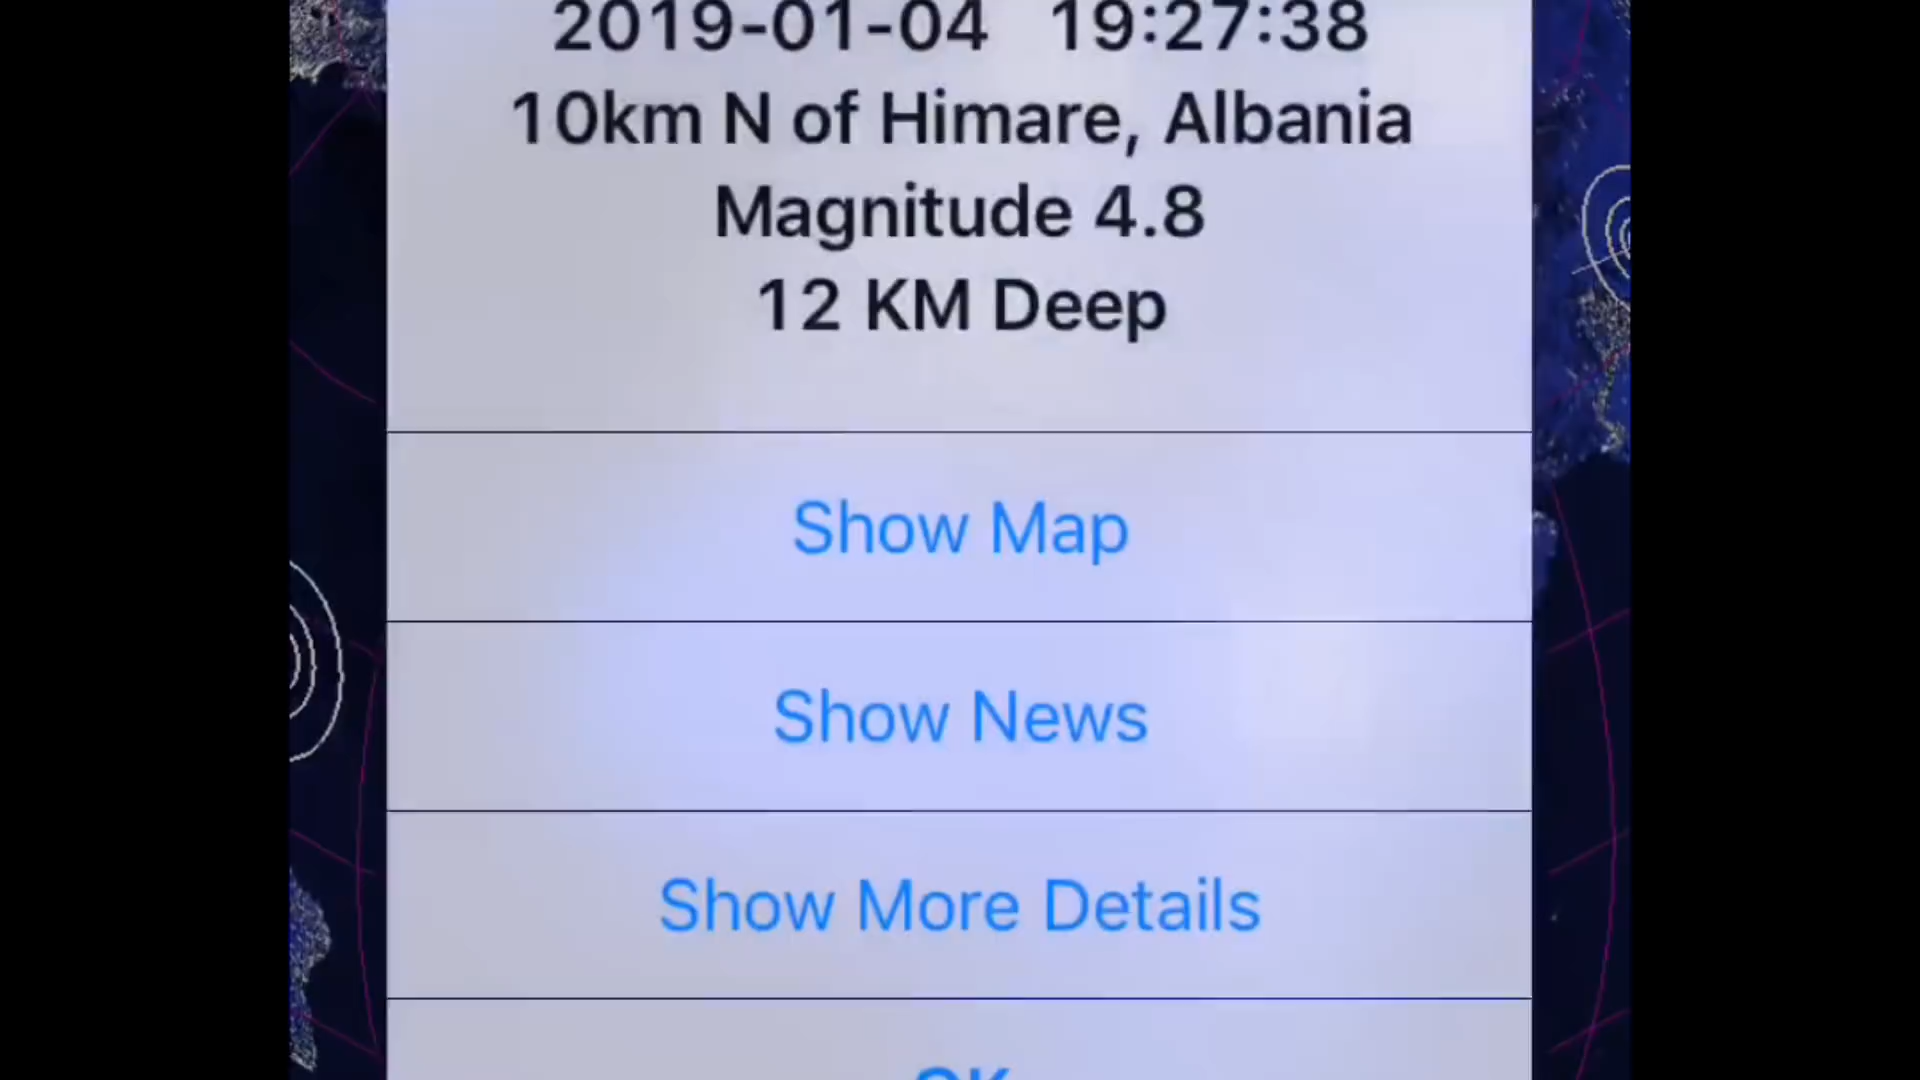 2019-01-04 19:27:38
10km N of Himare, Albania
Magnitude 4.8
12 KM Deep
Show Map
Show News
Show More Details
OK